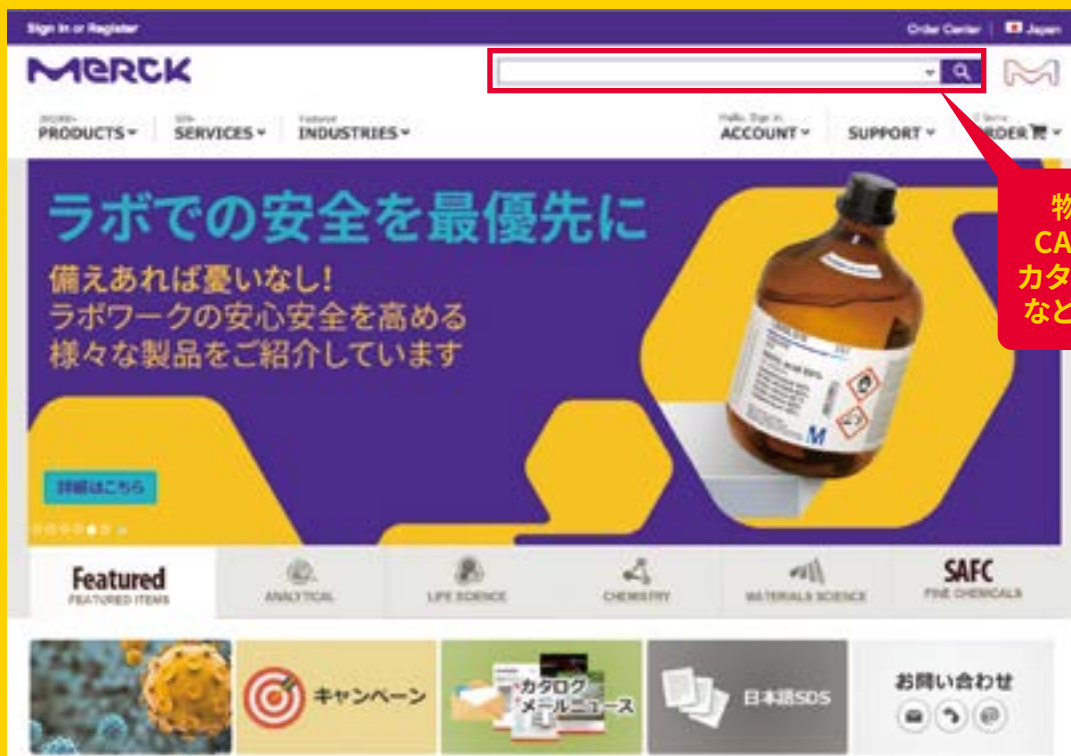 Sign In or Register
Order Center
Japan
MERCK
PRODUCTS
SERVICES
Featured
INDUSTRIES
Hello. Sign in.
ACCOUNT
SUPPORT
RDER
物
CA
カタ
など
ラボでの安全を最優先に
備えあれば憂いなし!
ラボワークの安心安全を高める
様々な製品をご紹介しています
M
詳細はこちら
Featured
FEATURED ITEMS
ANALYTICAL
LIFE SCIENCE
CHEMISTRY
MATERIALS SCIENCE
SAFC
FINE CHEMICALS
キャンペーン
カタログ
メールニュース
日本語SDS
お問い合わせ